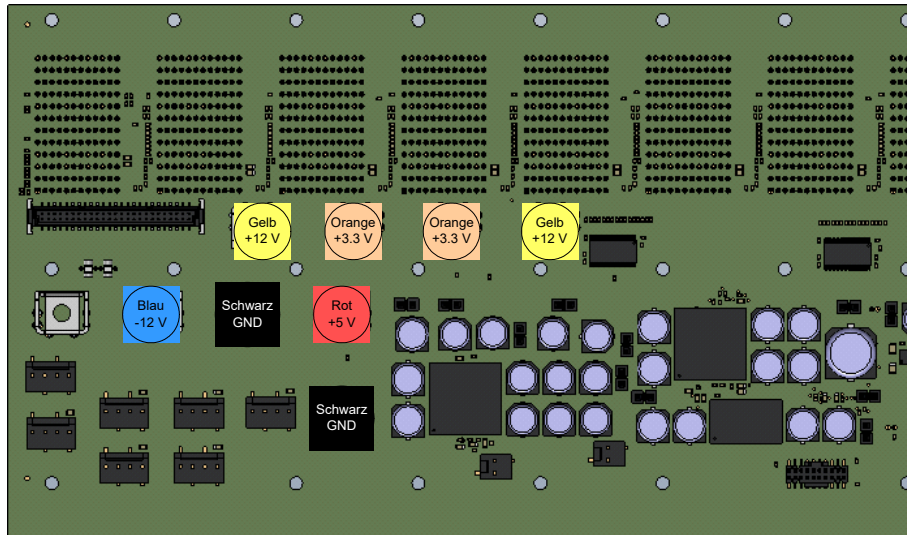 Gelb
+12 V
Orange
+3.3 V
Orange
+3.3 V
Gelb
+12 V
Blau
-12 V
Schwarz
GND
Rot
+5 V
Schwarz
GND